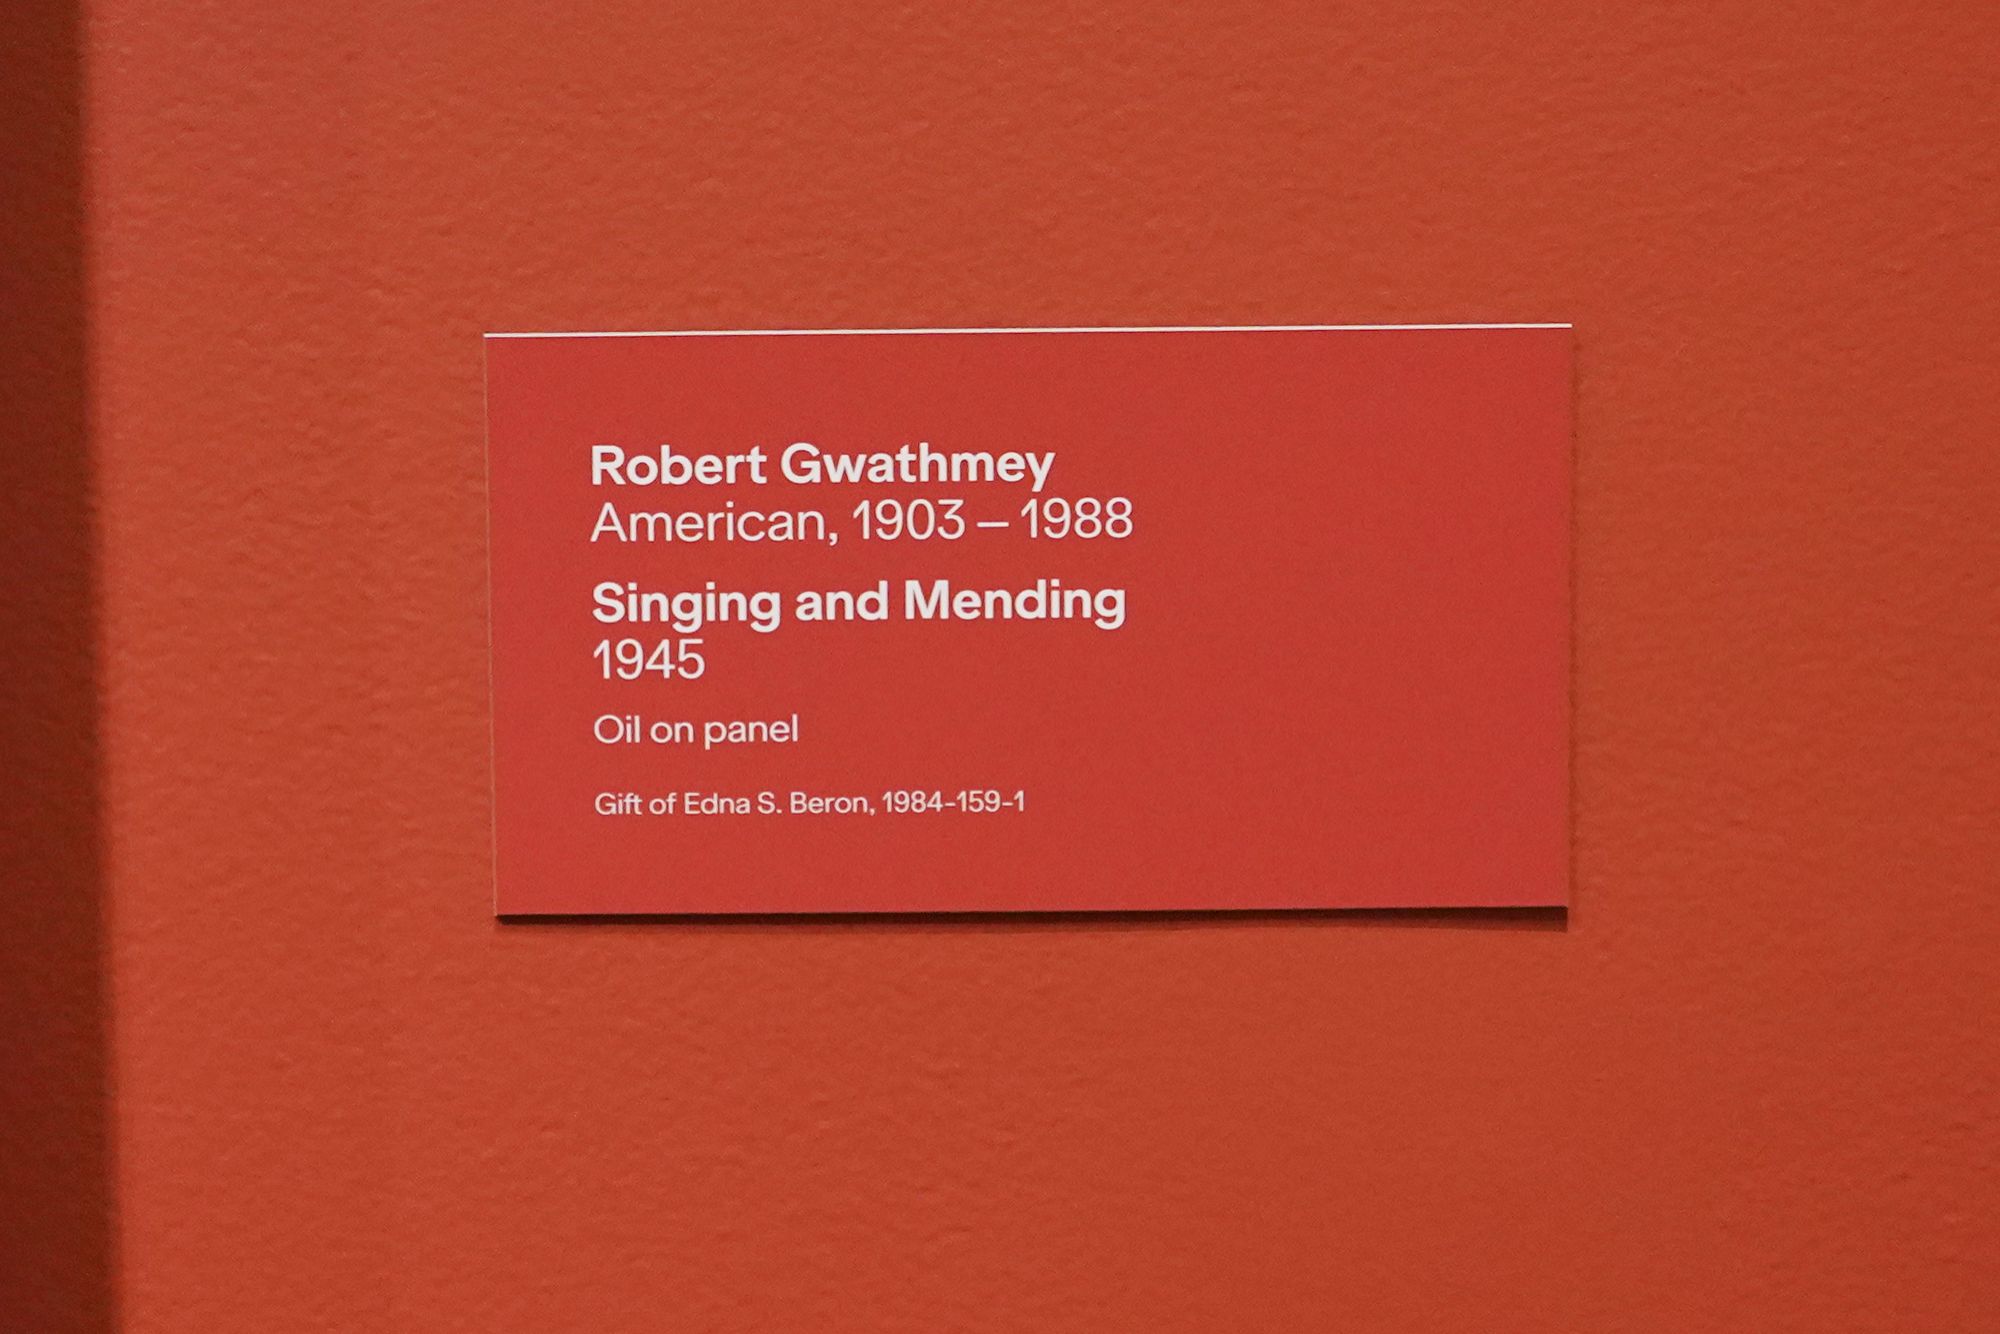 Robert Gwathmey
American, 1903 – 1988
Singing and Mending
1945
Oil on panel
Gift of Edna S. Beron, 1984-159-1